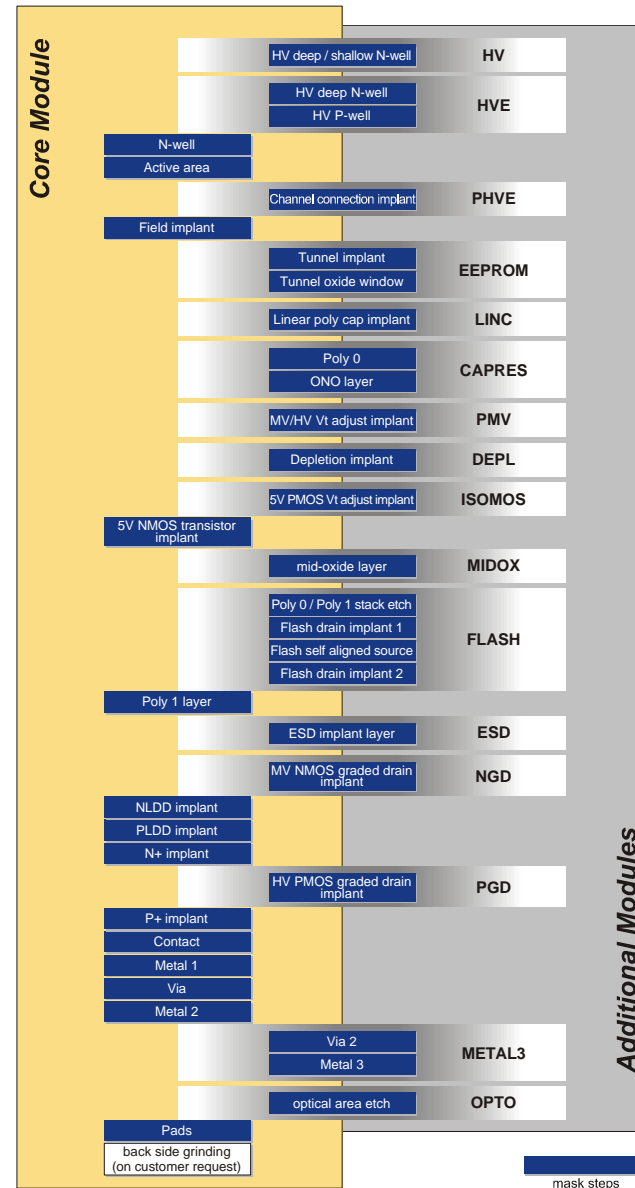 Core Module
HV deep / shallow N-well
HV
HV deep N-well
HV P-well
HVE
N-well
Active area
Channel connection implant
PHVE
Field implant
Tunnel implant
Tunnel oxide window
EEPROM
Linear poly cap implant
LINC
Poly 0
ONO layer
CAPRES
MV/HV Vt adjust implant
PMV
Depletion implant
DEPL
5V PMOS Vt adjust implant
ISOMOS
5V NMOS transistor
implant
mid-oxide layer
MIDOX
Poly 0 / Poly 1 stack etch
Flash drain implant 1
Flash self aligned source
Flash drain implant 2
FLASH
Poly 1 layer
ESD implant layer
ESD
MV NMOS graded drain
implant
NGD
NLDD implant
PLDD implant
N+ implant
HV PMOS graded drain
implant
PGD
P+ implant
Contact
Metal 1
Via
Metal 2
Via 2
Metal 3
METAL3
optical area etch
OPTO
Pads
back side grinding
(on customer request)
Additional Modules
mask steps